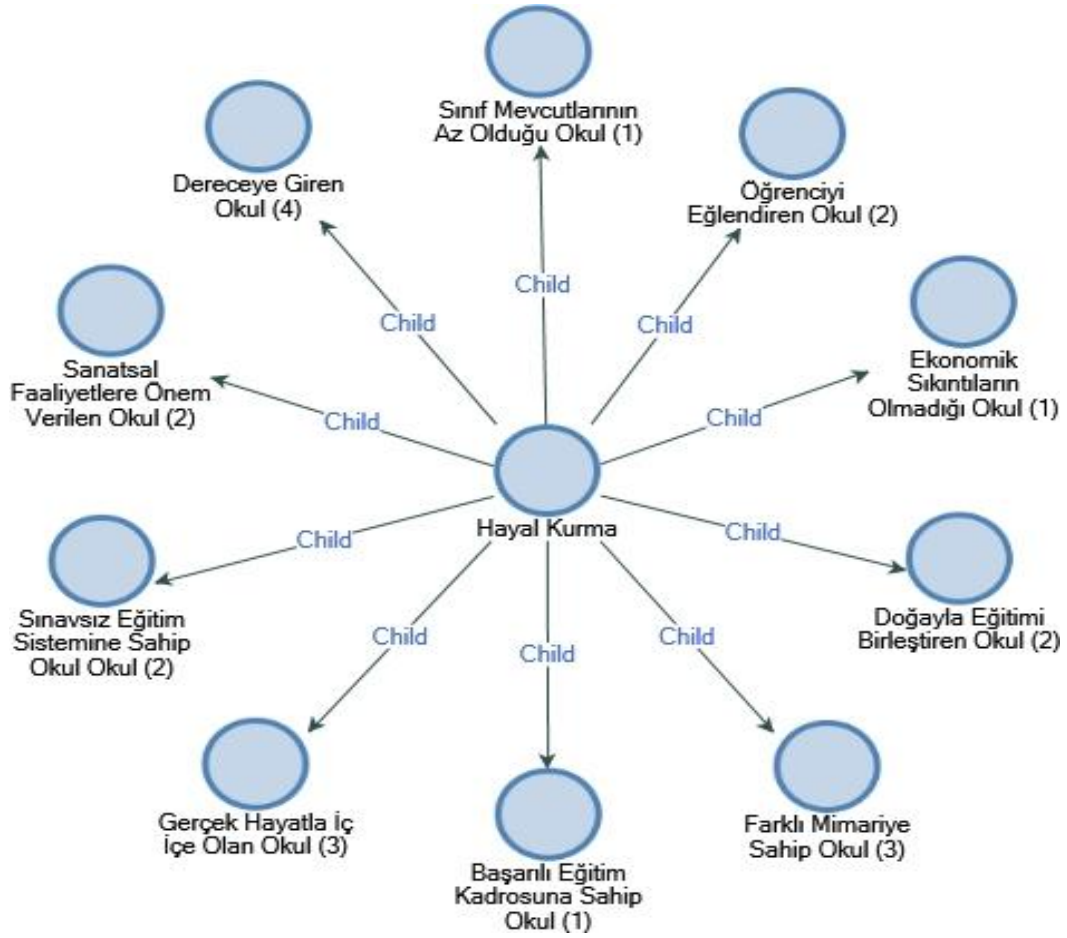 Sınıf Mevcutlarının
Az Olduğu Okul (1)
Dereceye Giren
Okul (4)
Öğrenciyi
Eğlendiren Okul (2)
Child
Child
Child
Sanatsal
Faaliyetlere Önem
Verilen Okul (2)
Ekonomik
Sıkıntıların
Olmadığı Okul (1)
Child
Child
Hayal Kurma
Child
Child
Sınavsız Eğitim
Sistemine Sahip
Okul Okul (2)
Doğayla Eğitimi
Birleştiren Okul (2)
Child
Child
Child
Gerçek Hayatla İç
İçe Olan Okul (3)
Başarılı Eğitim
Kadrosuna Sahip
Okul (1)
Farklı Mimariye
Sahip Okul (3)